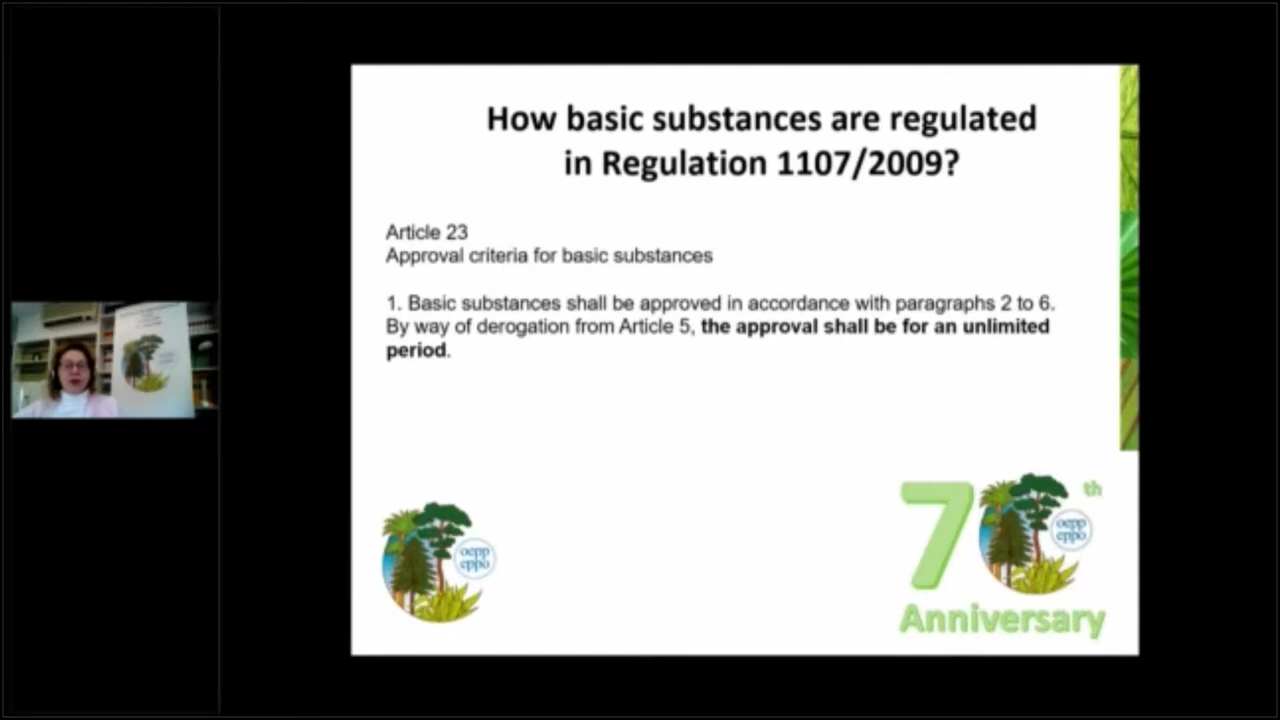 How basic substances are regulated
in Regulation 1107/2009?
Article 23
Approval criteria for basic substances
1. Basic substances shall be approved in accordance with paragraphs 2 to 6.
By way of derogation from Article 5, the approval shall be for an unlimited
period.
oepp
eppo
70th
oepp
eppo
Anniversary